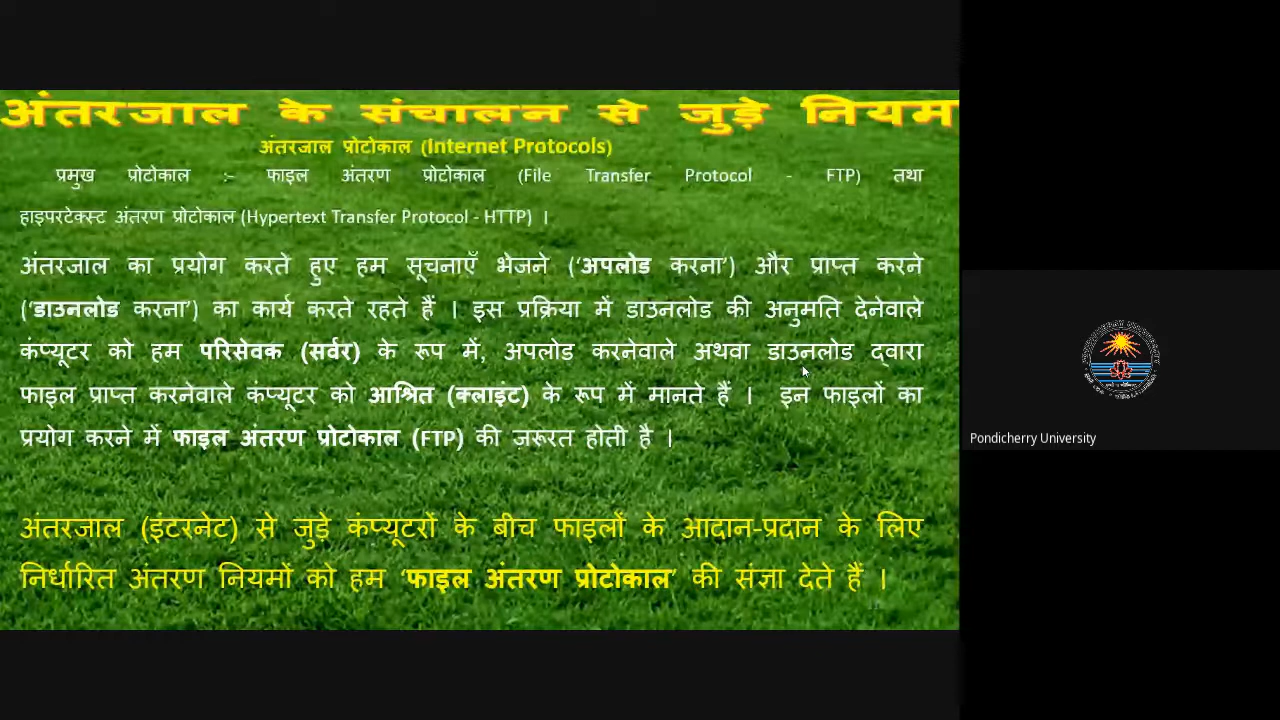 अंतरजाल के संचालन से जुड़े नियम
अंतरजाल प्रोटोकाल (Internet Protocols)
प्रमुख प्रोटोकाल :- फाइल अंतरण प्रोटोकाल (File Transfer Protocol - FTP) तथा
हाइपरटेक्स्ट अंतरण प्रोटोकाल (Hypertext Transfer Protocol - HTTP) ।
अंतरजाल का प्रयोग करते हुए हम सूचनाएँ भेजने (‘अपलोड करना’) और प्राप्त करने
(‘डाउनलोड करना’) का कार्य करते रहते हैं । इस प्रक्रिया में डाउनलोड की अनुमति देनेवाले
कंप्यूटर को हम परिसेवक (सर्वर) के रूप में, अपलोड करनेवाले अथवा डाउनलोड द्वारा
फाइल प्राप्त करनेवाले कंप्यूटर को आश्रित (क्लाइंट) के रूप में मानते हैं । इन फाइलों का
प्रयोग करने में फाइल अंतरण प्रोटोकाल (FTP) की ज़रूरत होती है ।
अंतरजाल (इंटरनेट) से जुड़े कंप्यूटरों के बीच फाइलों के आदान-प्रदान के लिए
निर्धारित अंतरण नियमों को हम ‘फाइल अंतरण प्रोटोकाल’ की संज्ञा देते हैं ।
Pondicherry University